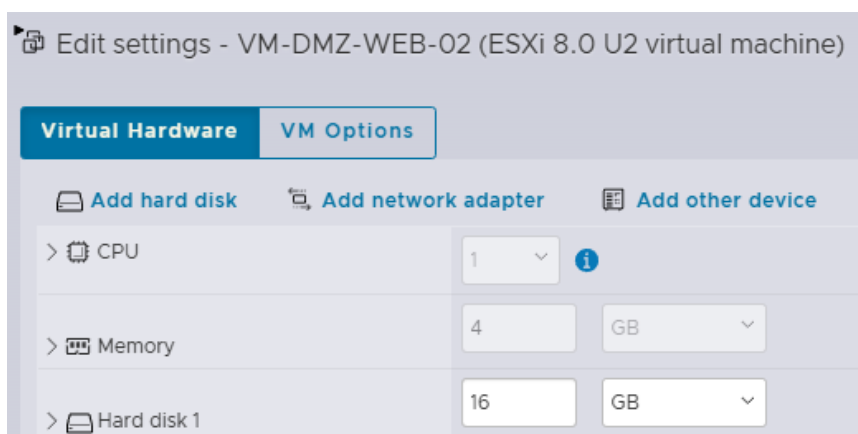 Edit settings - VM-DMZ-WEB-02 (ESXi 8.0 U2 virtual machine)
Virtual Hardware VM Options
Add hard disk Add network adapter Add other device
CPU 1
Memory 4 GB
Hard disk 1 16 GB